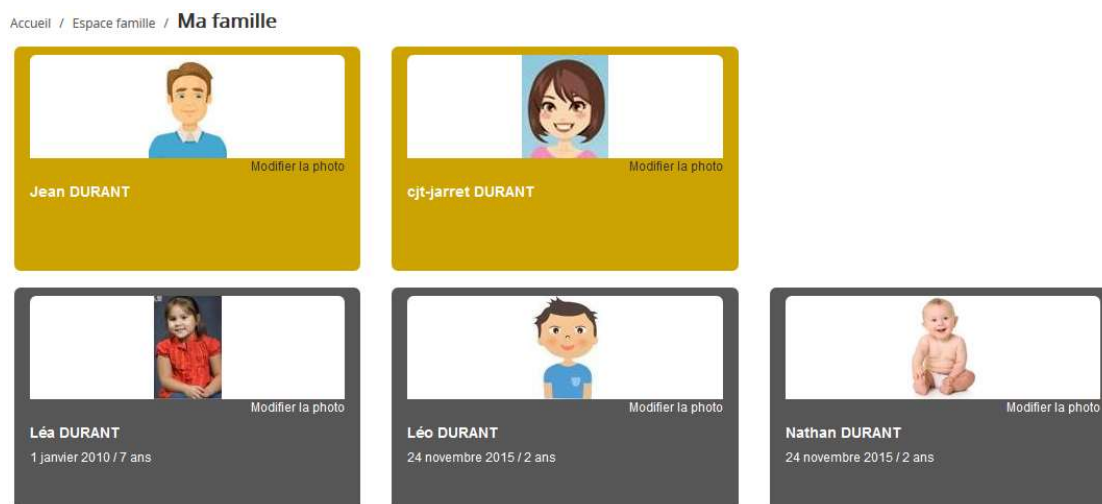 Accueil / Espace famille / Ma famille
Modifier la photo
Jean DURANT
Modifier la photo
cjt-jarret DURANT
Modifier la photo
Léa DURANT
1 janvier 2010 / 7 ans
Modifier la photo
Léo DURANT
24 novembre 2015 / 2 ans
Modifier la photo
Nathan DURANT
24 novembre 2015 / 2 ans